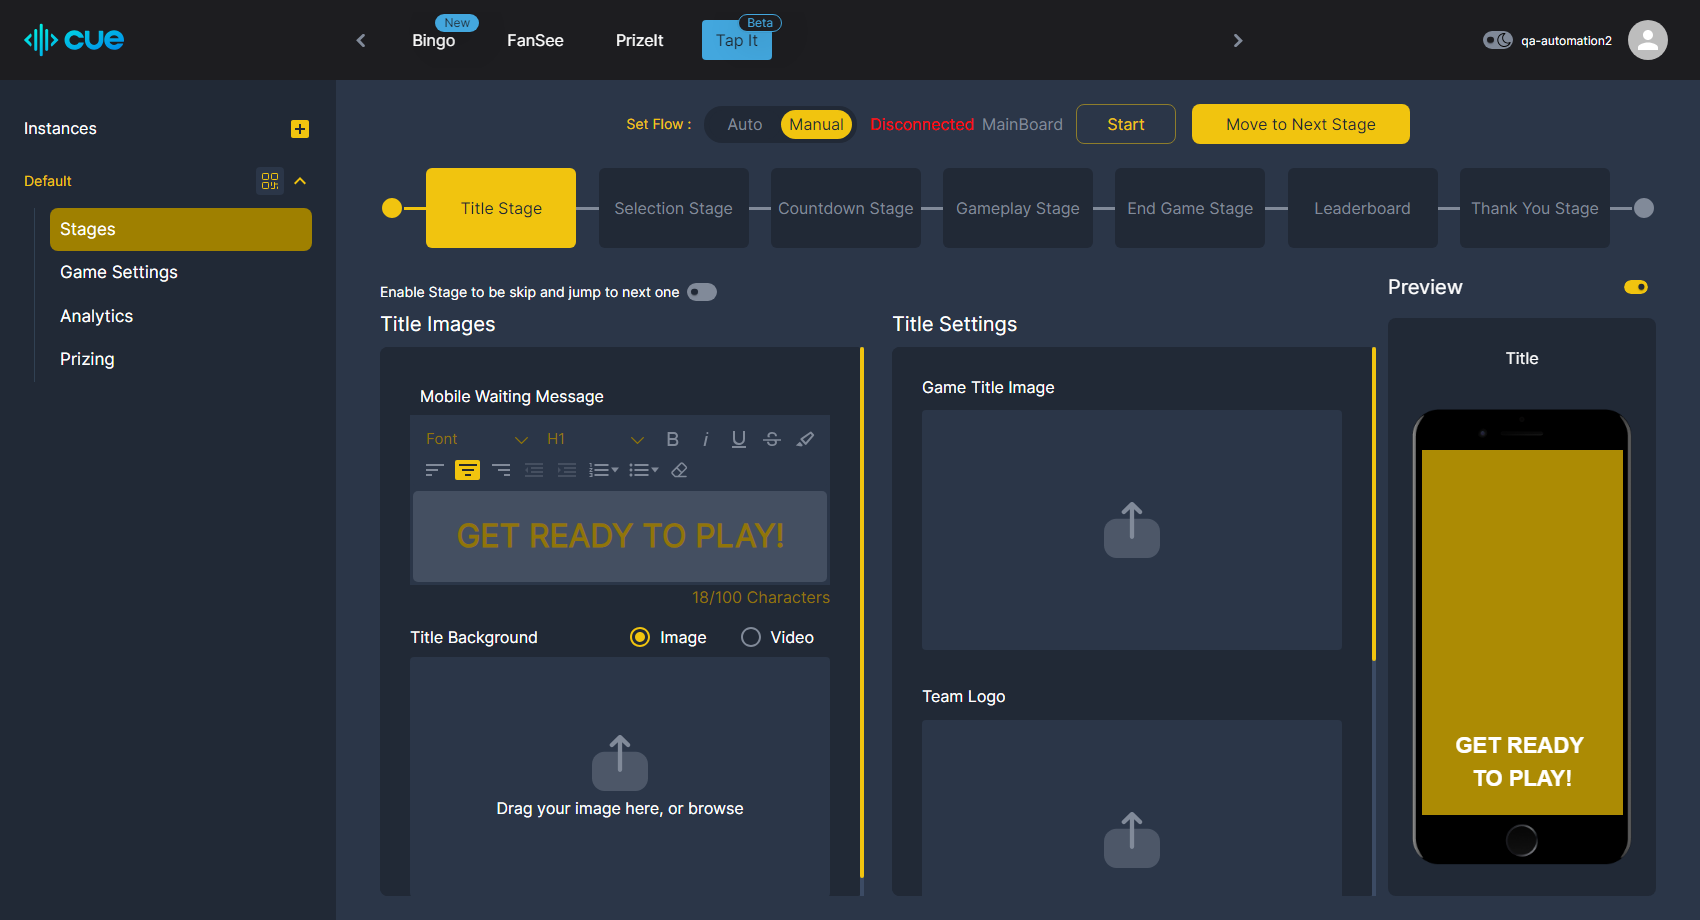 cue
Bingo
New
FanSee
PrizeIt
Tap It
Beta
qa-automation2
Instances
Default
Stages
Game Settings
Analytics
Prizing
Set Flow :
Auto
Manual
Disconnected MainBoard
Start
Move to Next Stage
Title Stage
Selection Stage
Countdown Stage
Gameplay Stage
End Game Stage
Leaderboard
Thank You Stage
Enable Stage to be skip and jump to next one
Title Images
Mobile Waiting Message
Font
H1
B
i
U
S
GET READY TO PLAY!
18/100 Characters
Title Background
Image
Video
Drag your image here, or browse
Title Settings
Game Title Image
Team Logo
Preview
Title
GET READY
TO PLAY!